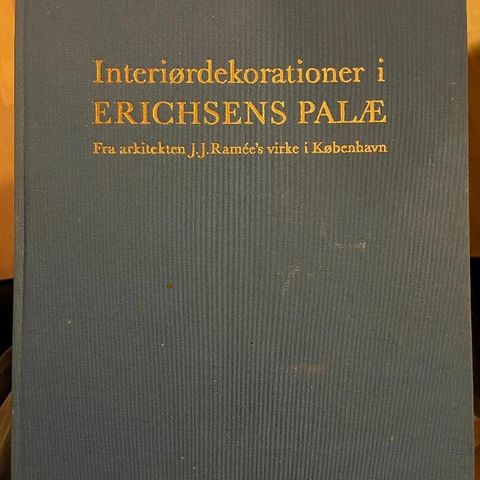 Interiørdekorationer i
ERICHSENS PALÆ
Fra arkitekten J. J. Ramée's virke i København